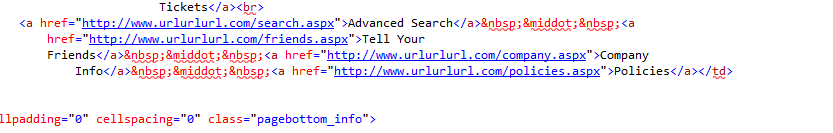 Tickets</a><br>
<a href="http://www.urlurlurl.com/search.aspx">Advanced Search</a>&nbsp;&middot;&nbsp;<a
href="http://www.urlurlurl.com/friends.aspx">Tell Your
Friends</a>&nbsp;&middot;&nbsp;<a href="http://www.urlurlurl.com/company.aspx">Company
Info</a>&nbsp;&middot;&nbsp;<a href="http://www.urlurlurl.com/policies.aspx">Policies</a></td>
llpadding="0" cellspacing="0" class="pagebottom_info">